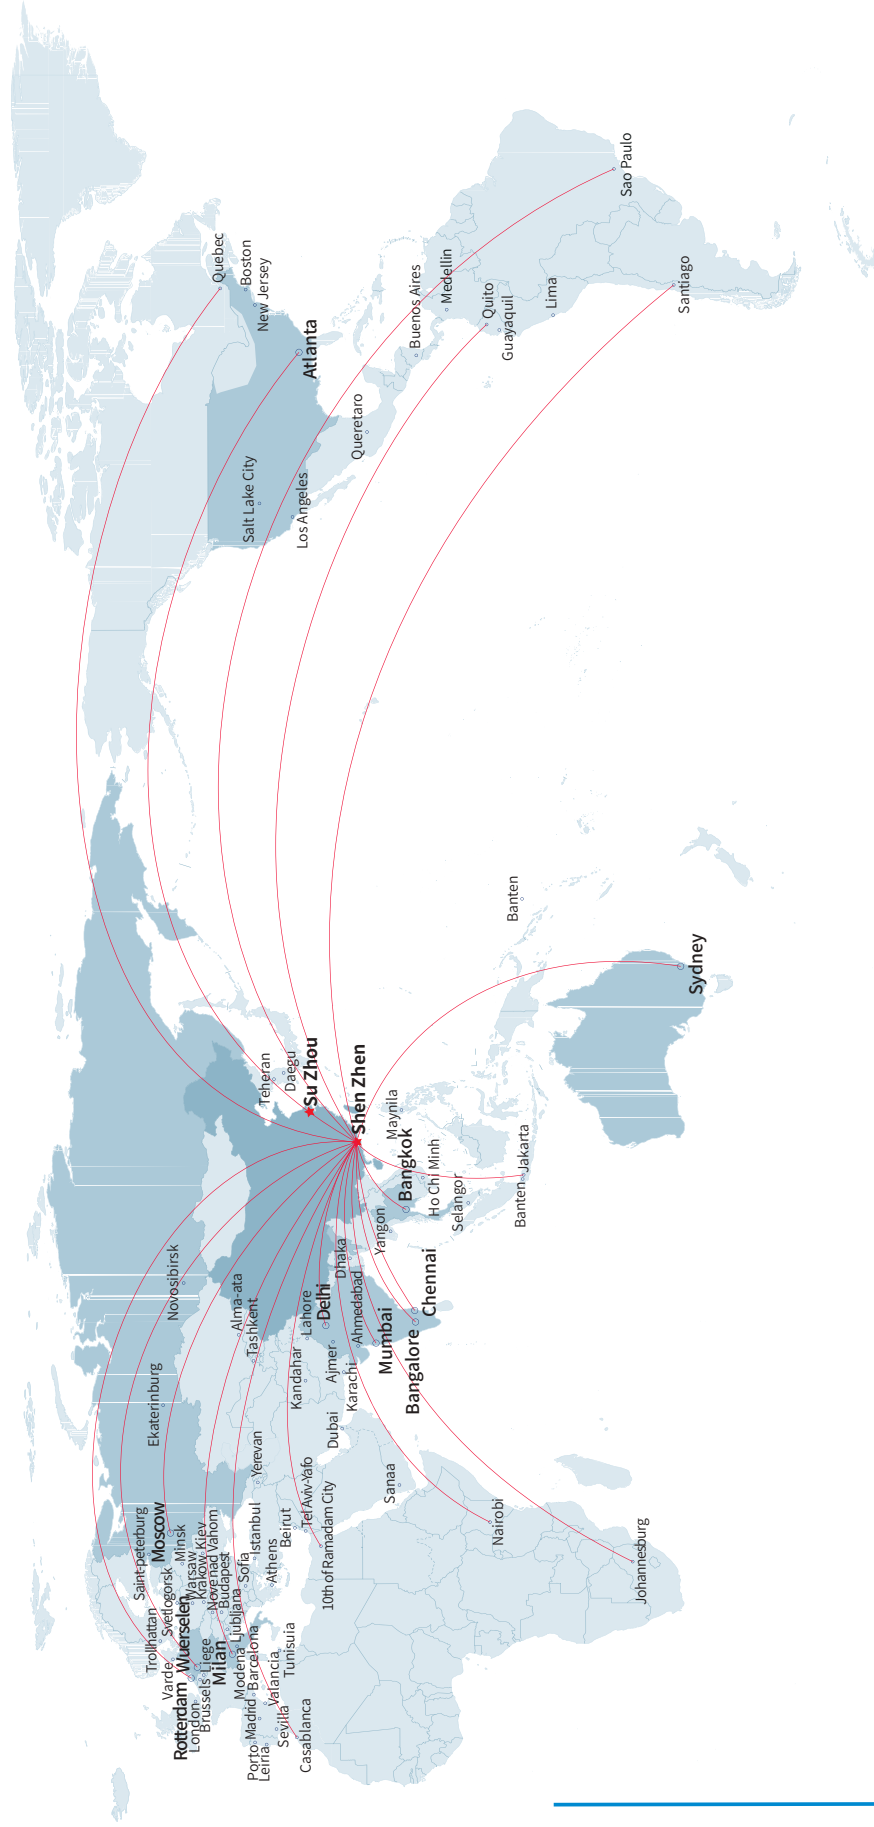 Quebec
Boston
New Jersey
Atlanta
Salt Lake City
Los Angeles
Queretaro
Buenos Aires
Medellin
Quito
Guayaquil
Lima
Sao Paulo
Santiago
Banten
Sydney
Teheran
Daegu
Su Zhou
Shen Zhen
Maynila
Bangkok
Ho Chi Minh
Selangor
Banten
Jakarta
Yangon
Dhaka
Novosibirsk
Alma-ata
Tashkent
Lahore
Delhi
Ahmedabad
Mumbai
Chennai
Bangalore
Kandahar
Ajmer
Karachi
Dubai
Ekaterinburg
Yerevan
Sanaa
Tel Aviv-Yafo
10th of Ramadam City
Beirut
Istanbul
Athens
Sofia
Nairobi
Johannesburg
Saint-peterburg
Moscow
Minsk
Svetlogorsk
Warsaw
Kiev
Krakow
Novenad Vahom
Budapest
Ljubljana
Trollhattan
Varde
Wuerselen
Rotterdam
Liege
Milan
London
Brussels
Modena
Barcelona
Tunisuia
Valancia
Madrid
Sevilla
Porto
Leiria
Casablanca